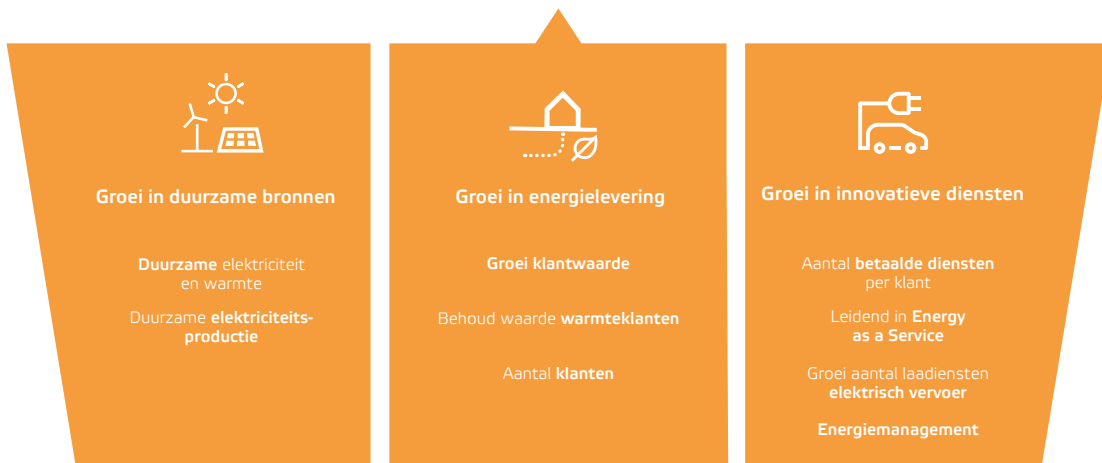 Groei in duurzame bronnen
Duurzame elektriciteit
en warmte
Duurzame elektriciteits-
productie
Groei in energielevering
Groei klantwaarde
Behoud waarde warmteklanten
Aantal klanten
Groei in innovatieve diensten
Aantal betaalde diensten
per klant
Leidend in Energy
as a Service
Groei aantal laadiensten
elektrisch vervoer
Energiemanagement